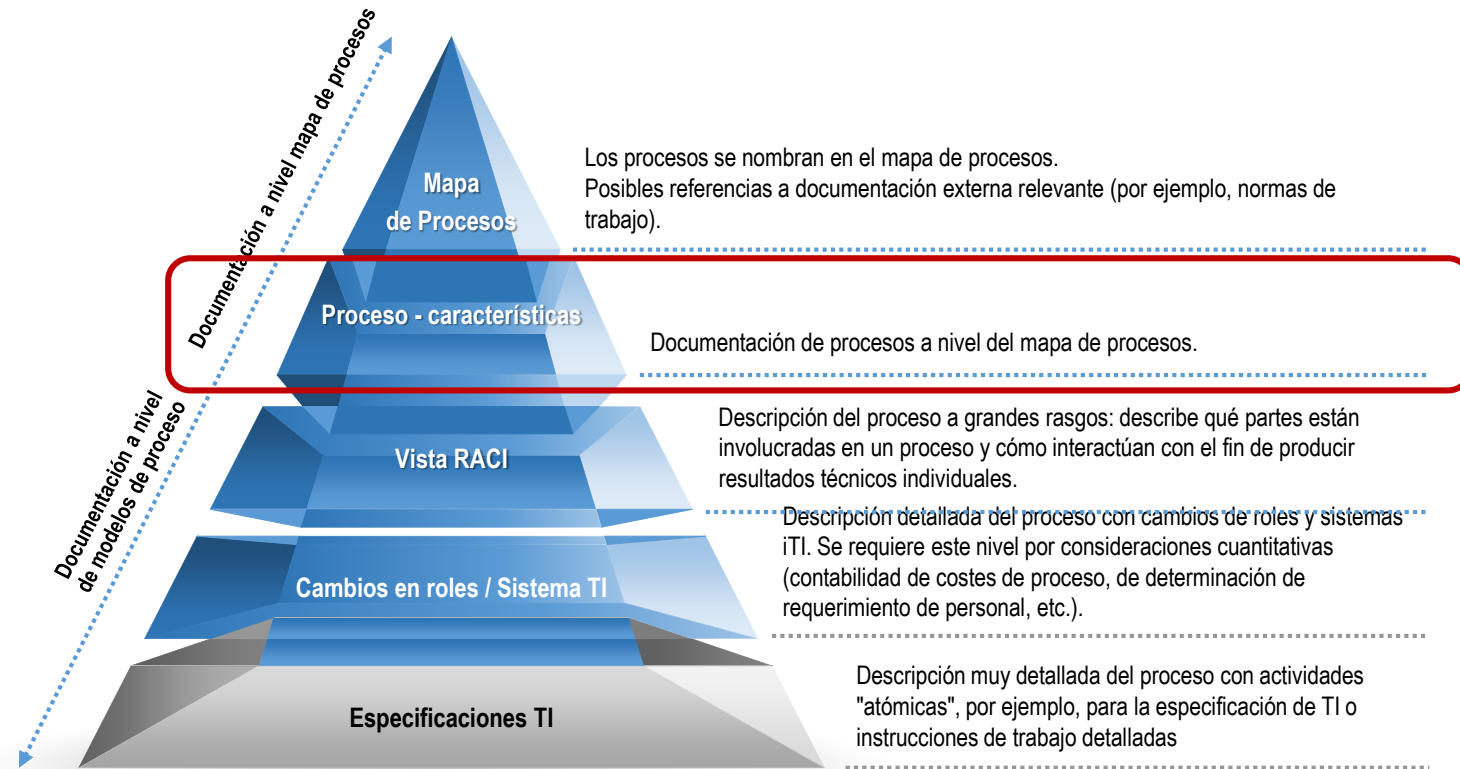 Documentación a nivel mapa de procesos
Documentación a nivel
de modelos de proceso
Mapa
de Procesos
Los procesos se nombran en el mapa de procesos.
Posibles referencias a documentación externa relevante (por ejemplo, normas de
trabajo).
Proceso - características
Documentación de procesos a nivel del mapa de procesos.
Vista RACI
Descripción del proceso a grandes rasgos: describe qué partes están
involucradas en un proceso y cómo interactúan con el fin de producir
resultados técnicos individuales.
Cambios en roles / Sistema TI
Descripción detallada del proceso con cambios de roles y sistemas
iTI. Se requiere este nivel por consideraciones cuantitativas
(contabilidad de costes de proceso, de determinación de
requerimiento de personal, etc.).
Especificaciones TI
Descripción muy detallada del proceso con actividades
"atómicas", por ejemplo, para la especificación de TI o
instrucciones de trabajo detalladas